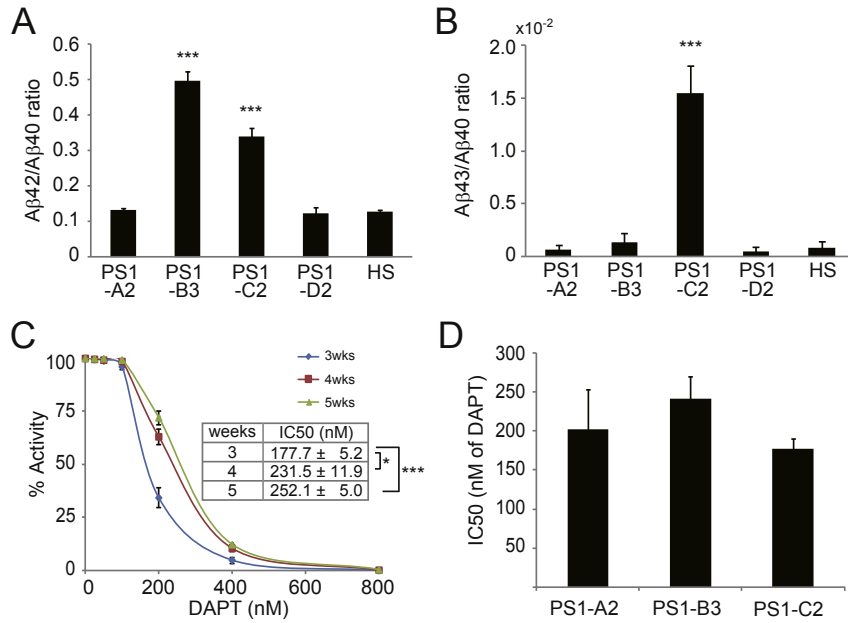 A
Aβ42/Aβ40 ratio
0.6
0.5
0.4
0.3
0.2
0.1
0
***
***
PS1 -A2
PS1 -B3
PS1 -C2
PS1 -D2
HS
B
x10-2
Aβ43/Aβ40 ratio
2.0
1.5
1.0
0.5
0
***
PS1 -A2
PS1 -B3
PS1 -C2
PS1 -D2
HS
C
% Activity
100
75
50
25
0
0
200
400
600
800
DAPT (nM)
3wks
4wks
5wks
weeks IC50 (nM)
3 177.7 ± 5.2
4 231.5 ± 11.9
5 252.1 ± 5.0
*
***
D
IC50 (nM of DAPT)
300
250
200
150
100
50
PS1-A2
PS1-B3
PS1-C2